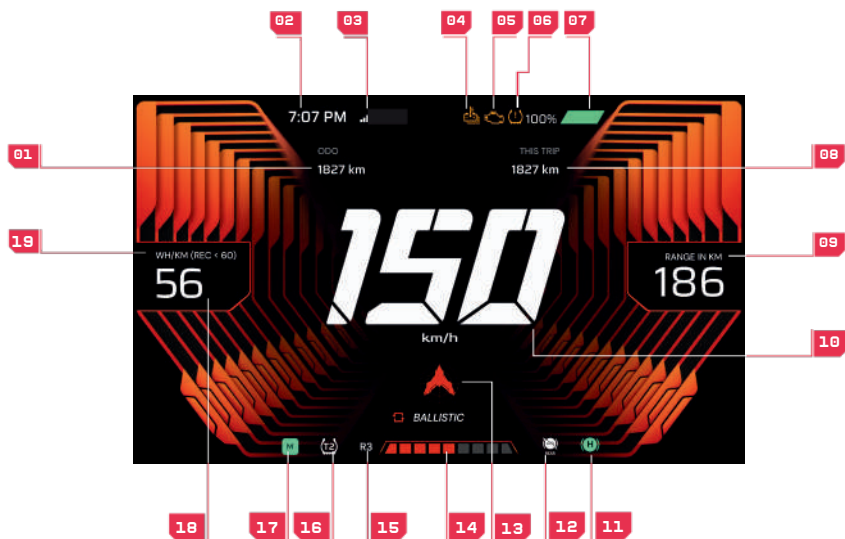 02 03 04 05 06 07
7:07 PM 100%
01 ODO THIS TRIP 08
1827 km 1827 km
19 WH/KM (REC < 60) RANGE IN KM 09
56 150 186
km/h 10
BALLISTIC
M T2 R3 H
18 17 16 15 14 13 12 11